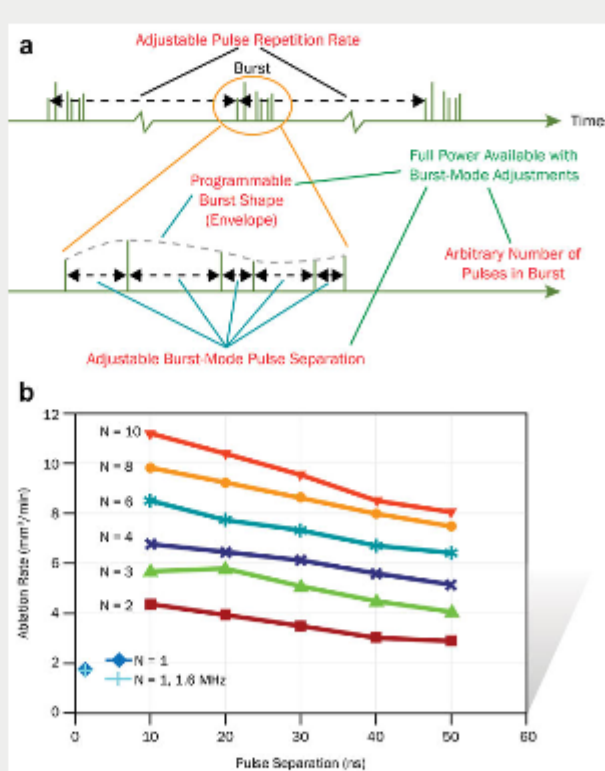 a
Adjustable Pulse Repetition Rate
Burst
Time
Full Power Available with
Burst-Mode Adjustments
Programmable
Burst Shape
(Envelope)
Arbitrary Number of
Pulses in Burst
Adjustable Burst-Mode Pulse Separation
b
12
10
8
6
4
2
0
Ablation Rate (mm³/min)
N = 10
N = 8
N = 6
N = 4
N = 3
N = 2
N = 1
N = 1, 1.6 MHz
0 10 20 30 40 50 60
Pulse Separation (ns)